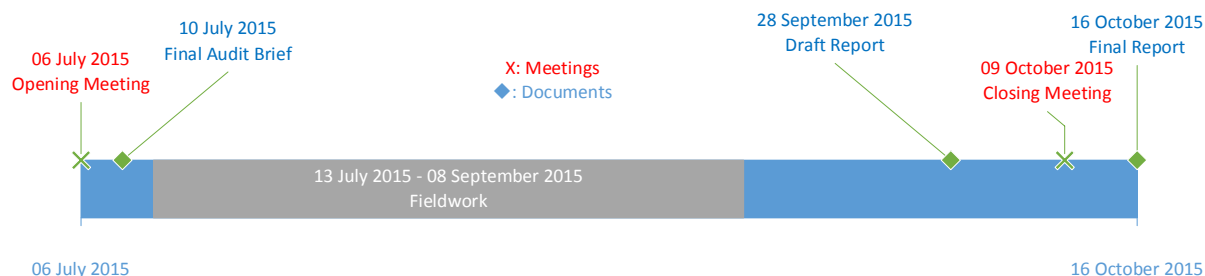 06 July 2015
Opening Meeting
10 July 2015
Final Audit Brief
X: Meetings
◆: Documents
28 September 2015
Draft Report
09 October 2015
Closing Meeting
16 October 2015
Final Report
13 July 2015 - 08 September 2015
Fieldwork
06 July 2015
16 October 2015